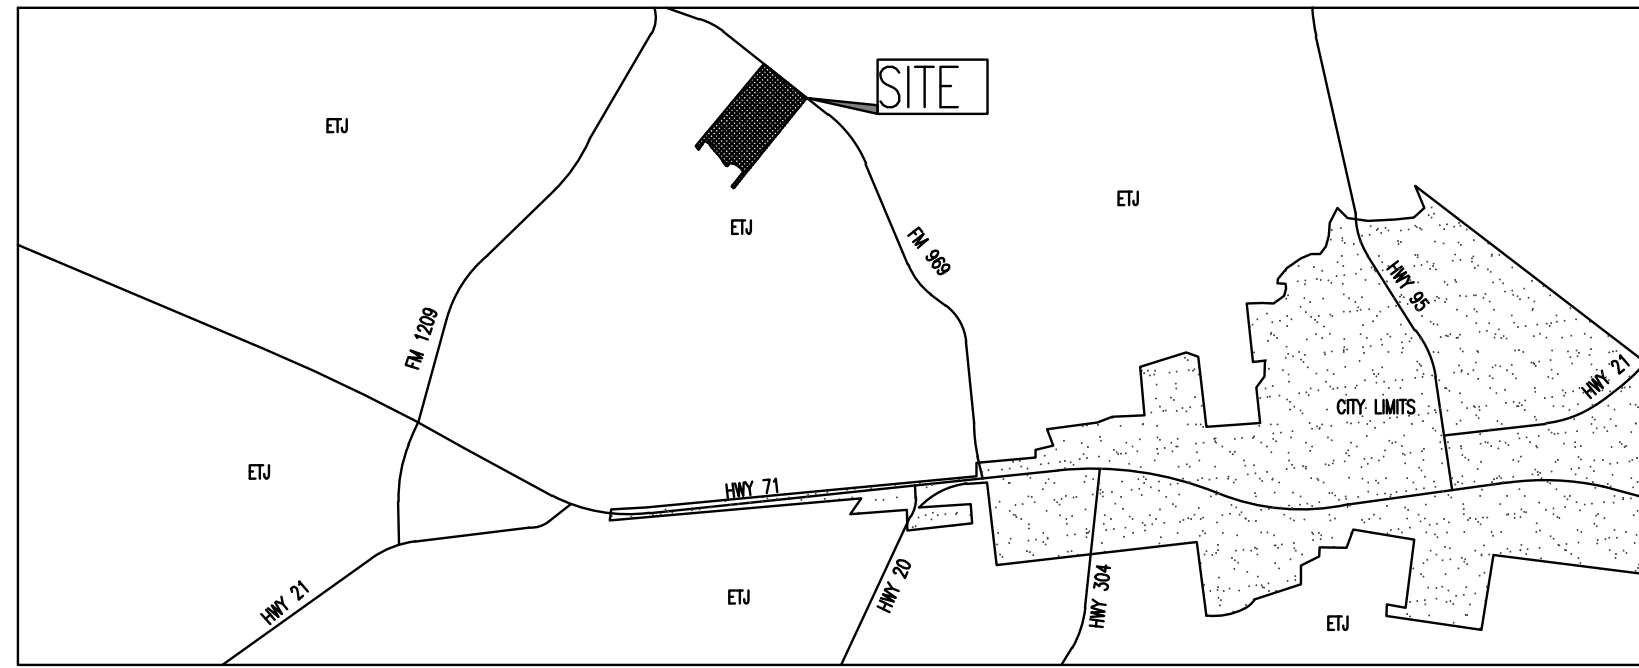 SITE
ETJ
ETJ
ETJ
FM 969
HWY 95
FM 1209
HWY 21
CITY LIMITS
ETJ
HWY 71
HWY 20
HWY 304
HWY 21
ETJ
ETJ